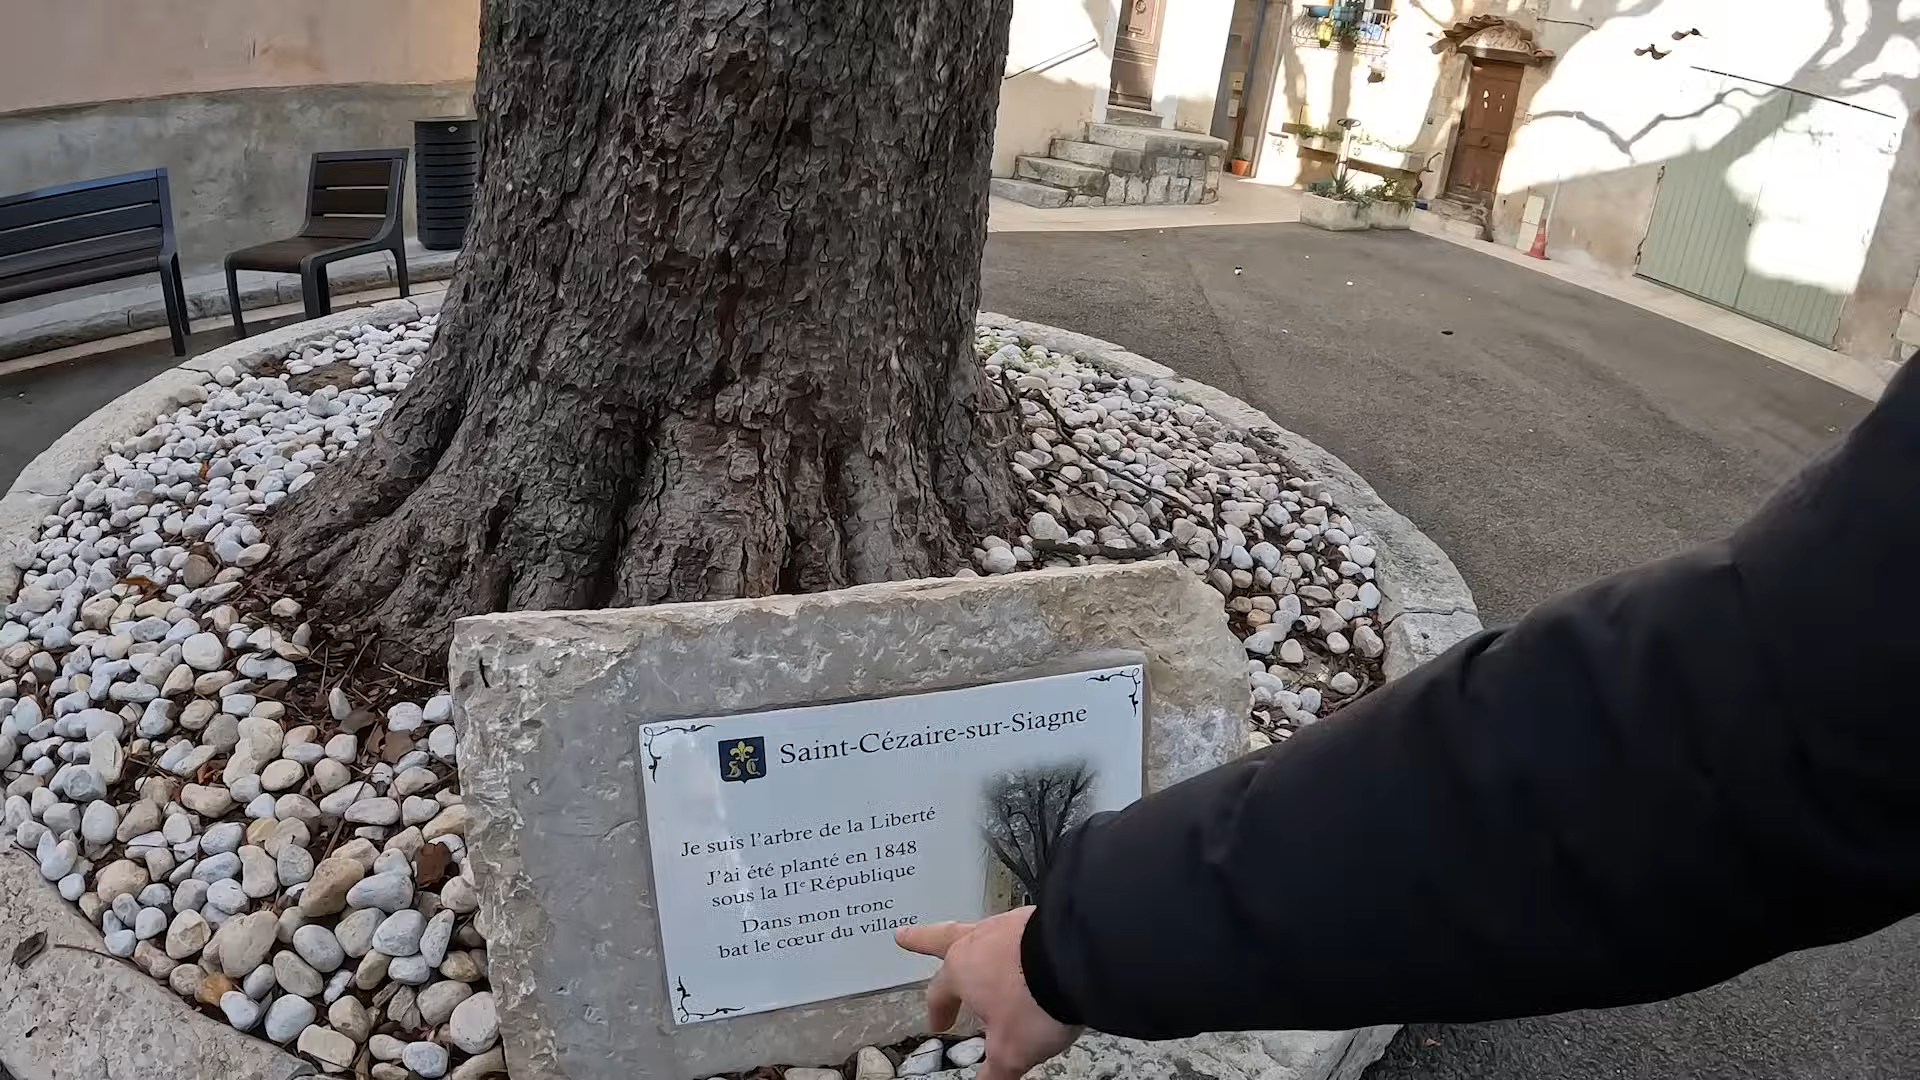 SC
Saint-Cézaire-sur-Siagne
Je suis l'arbre de la Liberté
J'ai été planté en 1848
sous la IIe République
Dans mon tronc
bat le cœur du village